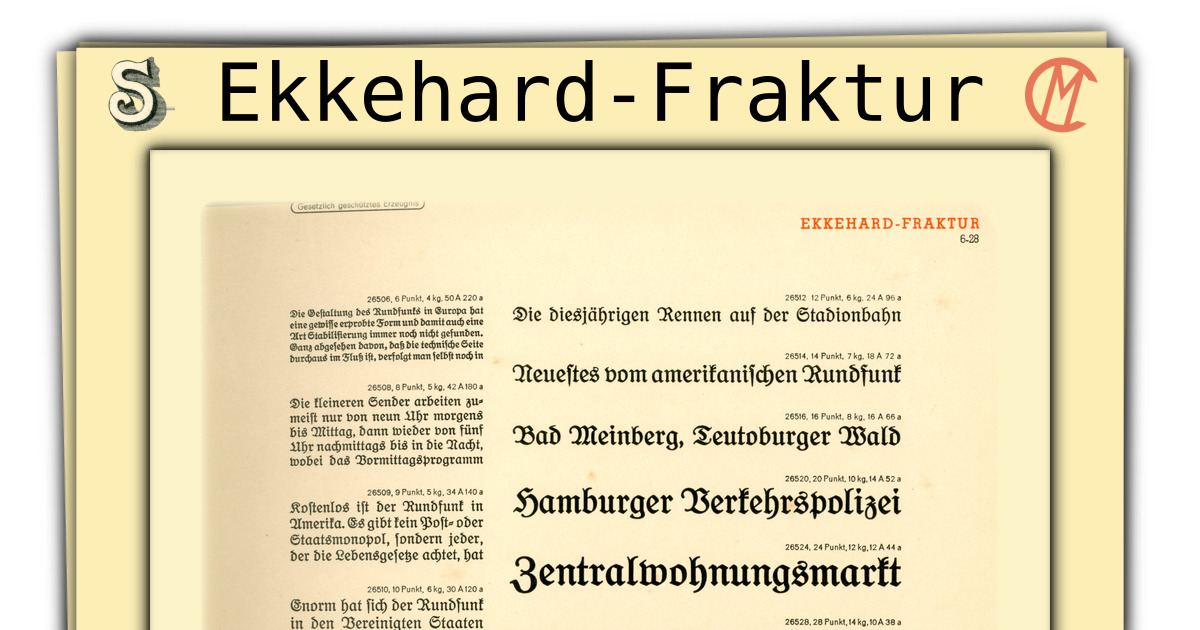 Ekkehard-Fraktur
Gesetzlich geschütztes Erzeugnis
EKKEHARD-FRAKTUR
6-28
26506, 6 Punkt, 4 kg, 50 A 220 a
Die Geſtaltung des Rundfunks in Europa hat
eine gewiſſe erprobte Form und damit auch eine
Art Stabiliſierung immer noch nicht gefunden.
Ganz abgeſehen davon, daß die techniſche Seite
durchaus im Fluß iſt, verfolgt man ſelbſt noch in
26508, 8 Punkt, 5 kg, 42 A 180 a
Die kleineren Sender arbeiten zu-
meiſt nur von neun Uhr morgens
bis Mittag, dann wieder von fünf
Uhr nachmittags bis in die Nacht,
wobei das Vormittagsprogramm
26509, 9 Punkt, 5 kg, 34 A 140 a
Koſtenlos iſt der Rundfunk in
Amerika. Es gibt kein Poſt- oder
Staatsmonopol, ſondern jeder,
der die Lebensgeſetze achtet, hat
26510, 10 Punkt, 6 kg, 30 A 120 a
Enorm hat ſich der Rundfunk
in den Vereinigten Staaten
26512 12 Punkt, 6 kg, 24 A 96 a
Die diesjährigen Rennen auf der Stadionbahn
26514, 14 Punkt, 7 kg, 18 A 72 a
Neueſtes vom amerikaniſchen Rundfunk
26516, 16 Punkt, 8 kg, 16 A 66 a
Bad Meinberg, Teutoburger Wald
26520, 20 Punkt, 10 kg, 14 A 52 a
Hamburger Verkehrspolizei
26524, 24 Punkt, 12 kg, 12 A 44 a
Zentralwohnungsmarkt
26528, 28 Punkt, 14 kg, 10 A 38 a